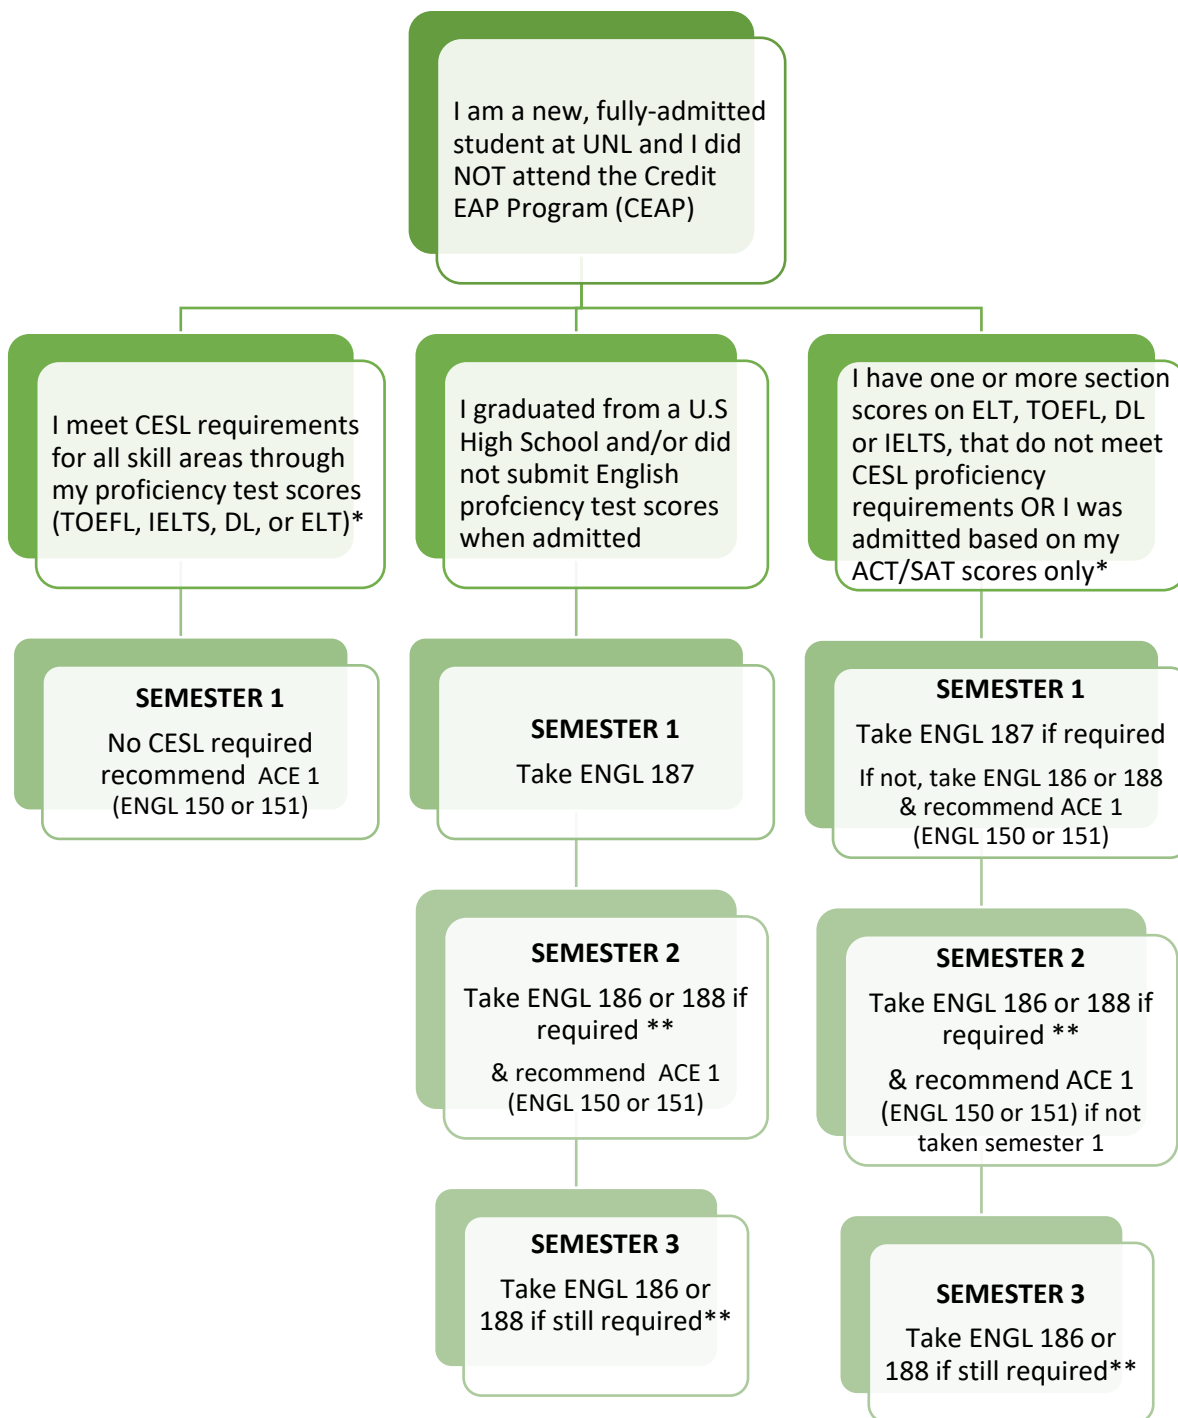 I am a new, fully-admitted
student at UNL and I did
NOT attend the Credit
EAP Program (CEAP)
I meet CESL requirements
for all skill areas through
my proficiency test scores
(TOEFL, IELTS, DL, or ELT)*
SEMESTER 1
No CESL required
recommend ACE 1
(ENGL 150 or 151)
I graduated from a U.S
High School and/or did
not submit English
profciency test scores
when admitted
SEMESTER 1
Take ENGL 187
SEMESTER 2
Take ENGL 186 or 188 if
required **
& recommend ACE 1
(ENGL 150 or 151)
SEMESTER 3
Take ENGL 186 or
188 if still required**
I have one or more section
scores on ELT, TOEFL, DL
or IELTS, that do not meet
CESL proficiency
requirements OR I was
admitted based on my
ACT/SAT scores only*
SEMESTER 1
Take ENGL 187 if required
If not, take ENGL 186 or 188
& recommend ACE 1
(ENGL 150 or 151)
SEMESTER 2
Take ENGL 186 or 188 if
required **
& recommend ACE 1
(ENGL 150 or 151) if not
taken semester 1
SEMESTER 3
Take ENGL 186 or
188 if still required**